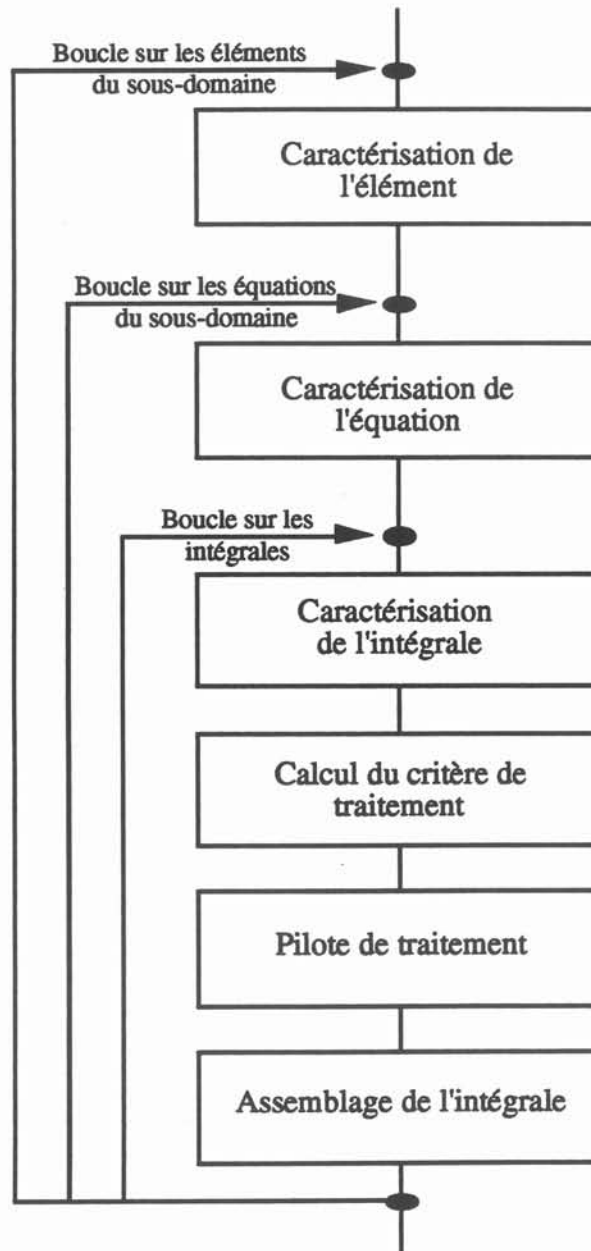 Boucle sur les éléments
du sous-domaine
Caractérisation de
l'élément
Boucle sur les équations
du sous-domaine
Caractérisation de
l'équation
Boucle sur les
intégrales
Caractérisation
de l'intégrale
Calcul du critère de
traitement
Pilote de traitement
Assemblage de l'intégrale